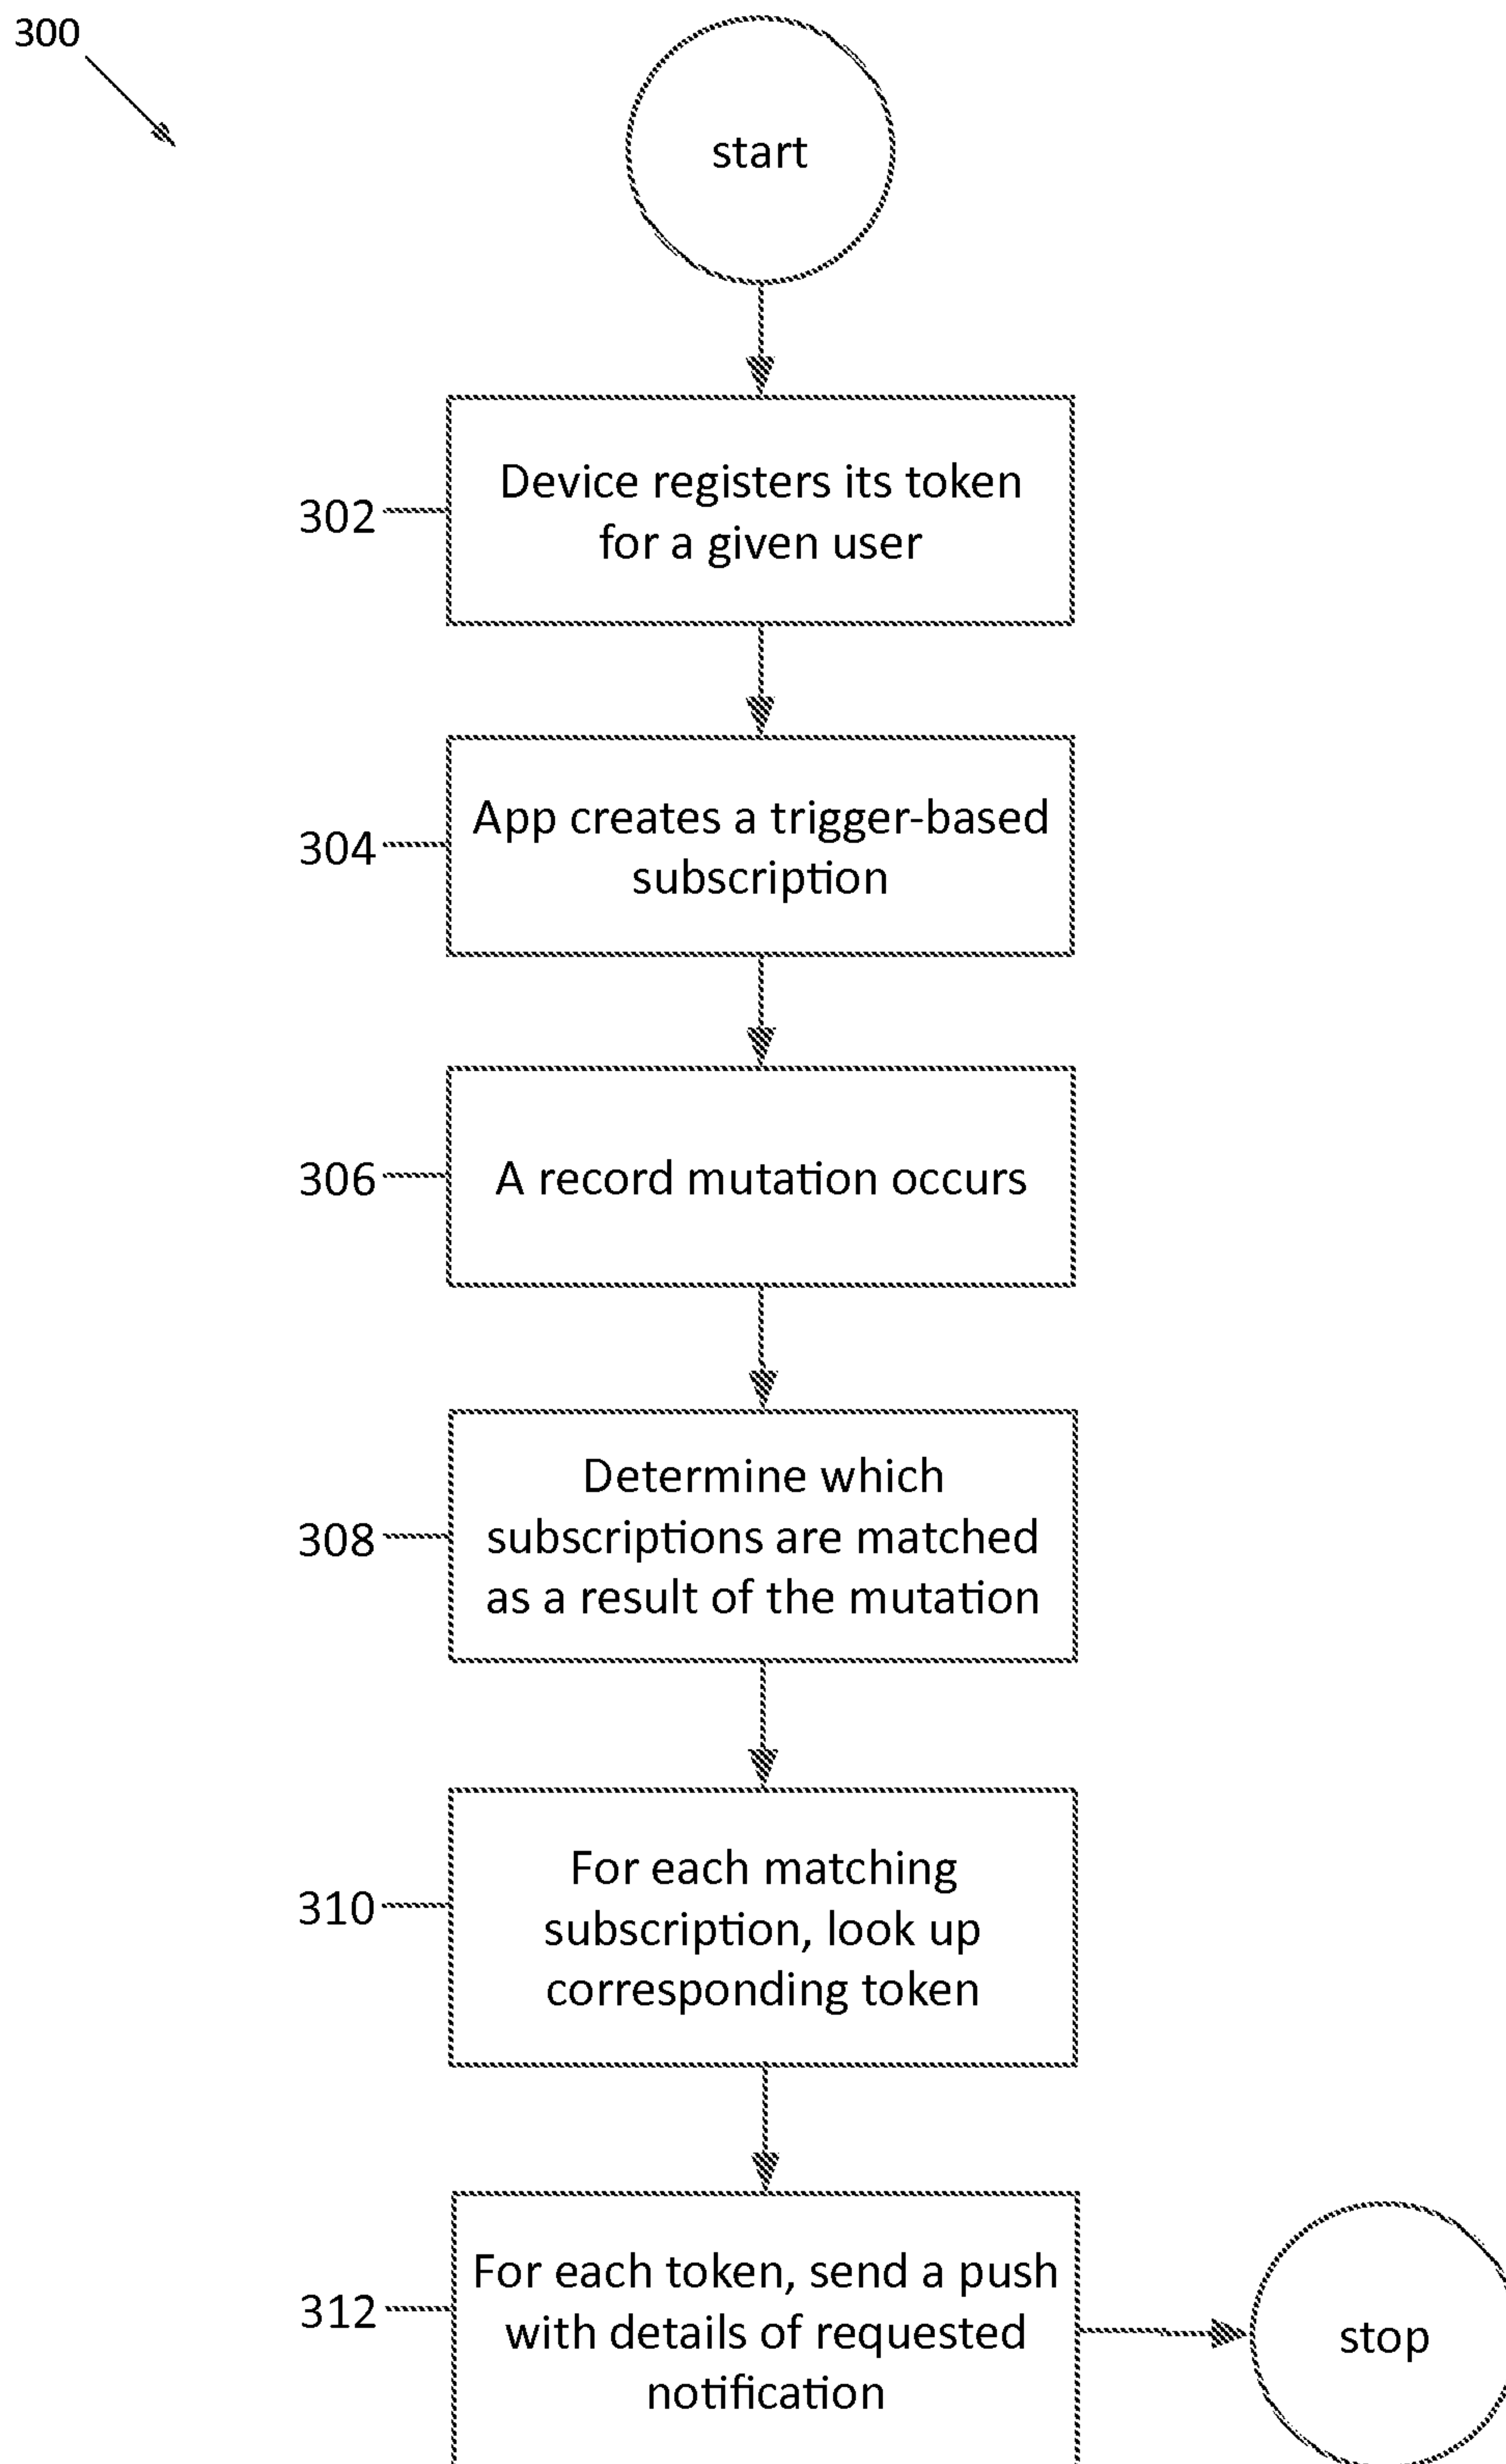 300
start
302
Device registers its token
for a given user
304
App creates a trigger-based
subscription
306
A record mutation occurs
308
Determine which
subscriptions are matched
as a result of the mutation
310
For each matching
subscription, look up
corresponding token
312
For each token, send a push
with details of requested
notification
stop